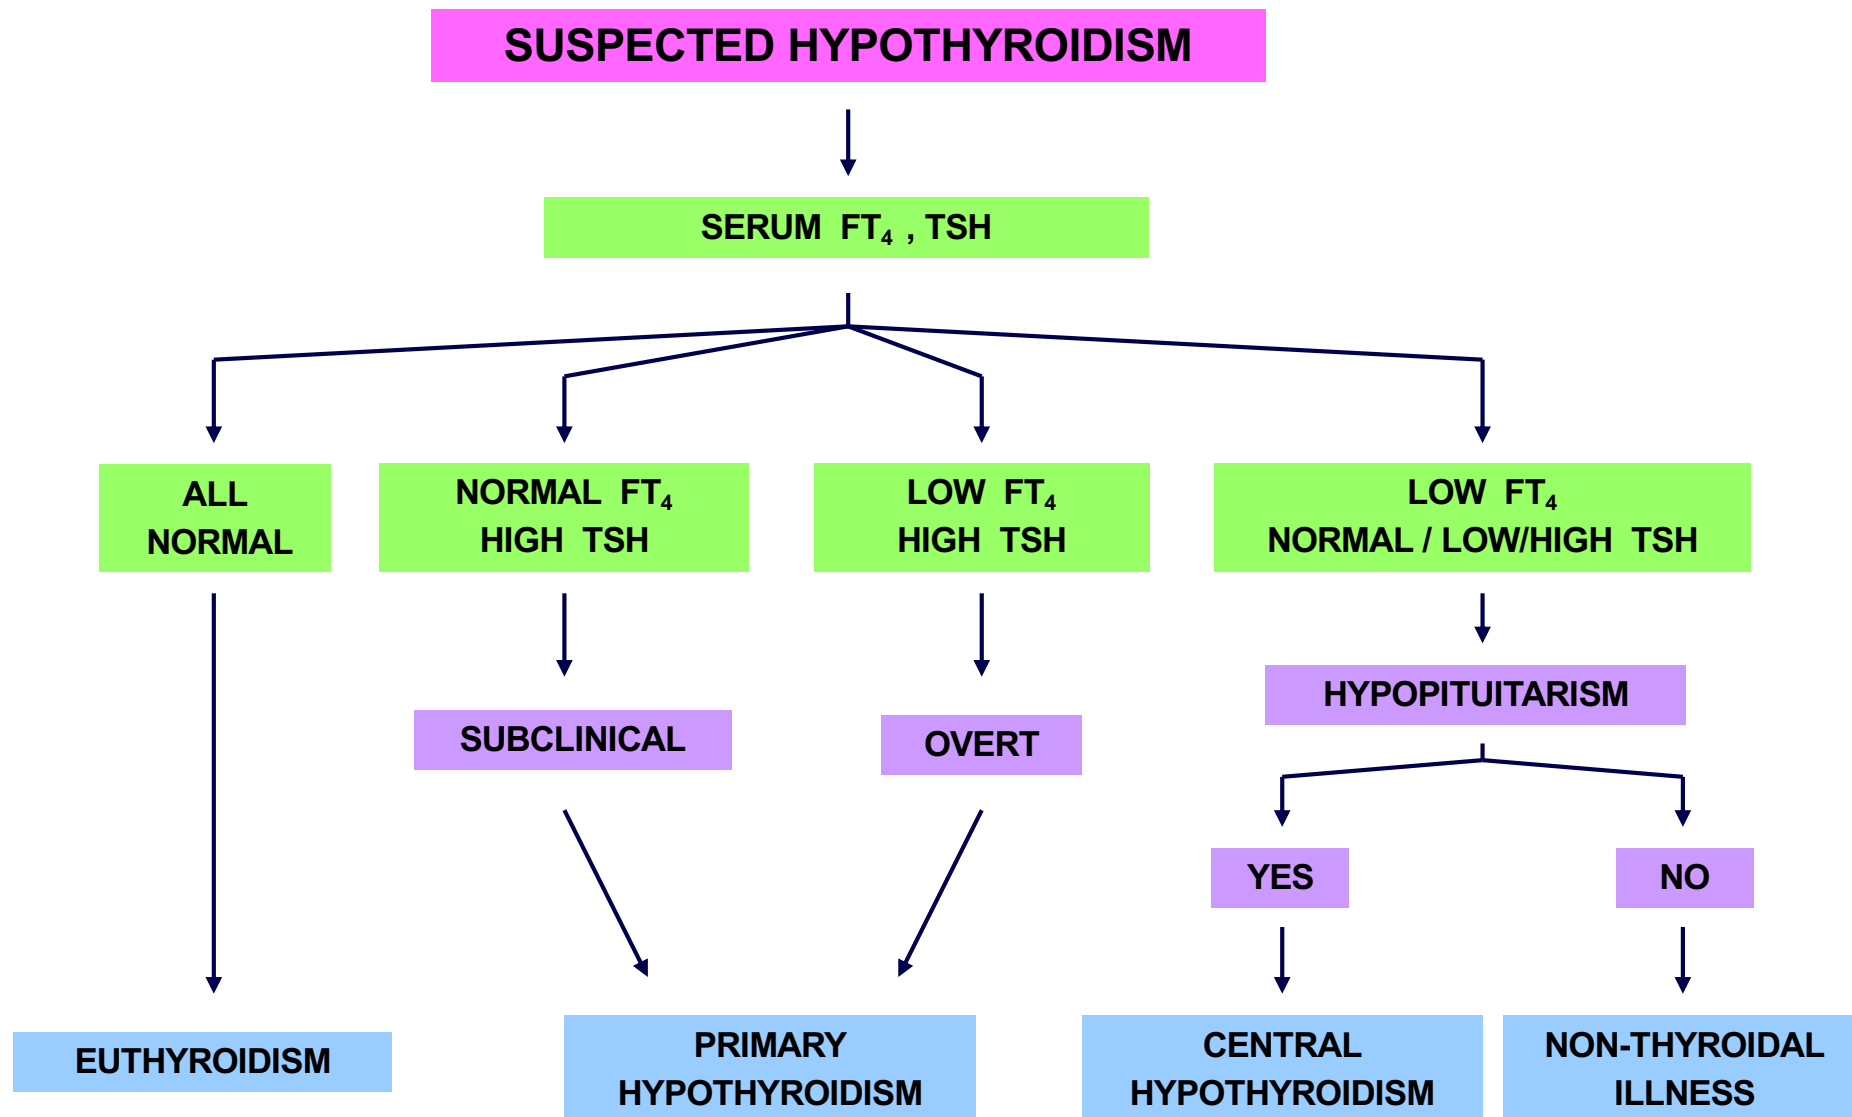 SUSPECTED HYPOTHYROIDISM
SERUM FT₄ , TSH
ALL
NORMAL
NORMAL FT₄
HIGH TSH
LOW FT₄
HIGH TSH
LOW FT₄
NORMAL / LOW/HIGH TSH
SUBCLINICAL
OVERT
HYPOPITUITARISM
YES
NO
EUTHYROIDISM
PRIMARY
HYPOTHYROIDISM
CENTRAL
HYPOTHYROIDISM
NON-THYROIDAL
ILLNESS